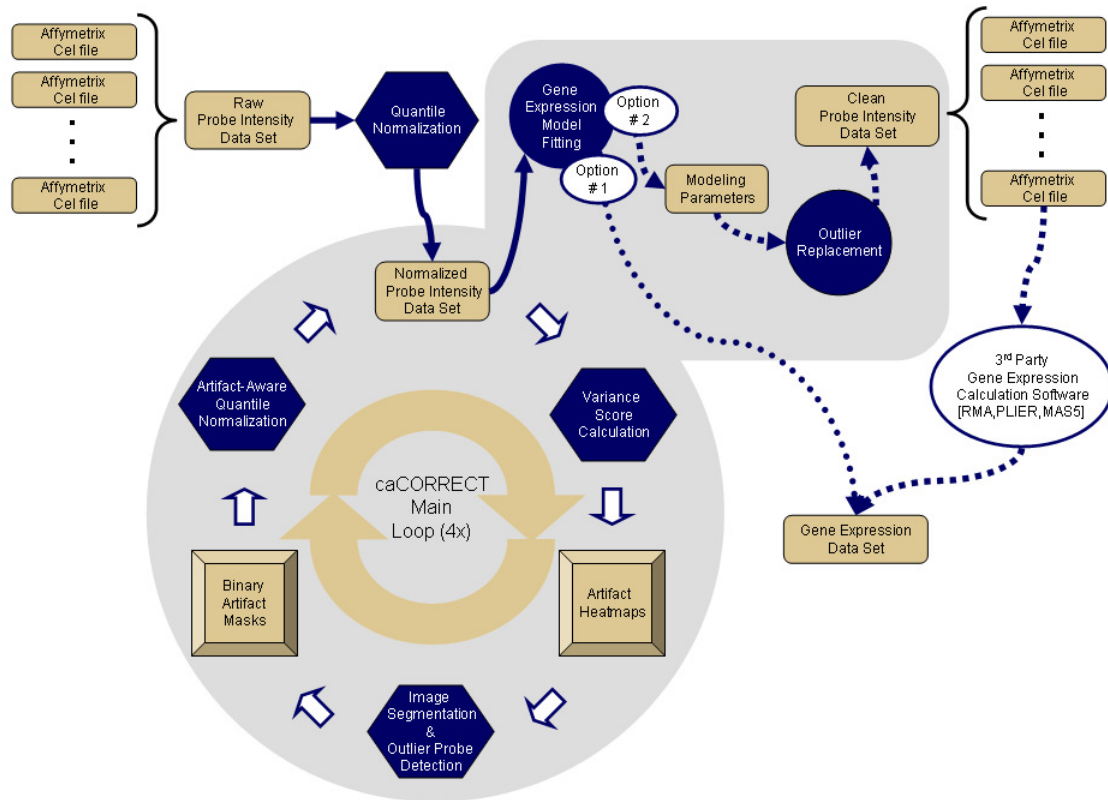 Affymetrix
Cel file
Affymetrix
Cel file
Affymetrix
Cel file
Raw
Probe Intensity
Data Set
Quantile
Normalization
Gene
Expression
Model
Fitting
Option
# 2
Option
# 1
Modeling
Parameters
Clean
Probe Intensity
Data Set
Outlier
Replacement
Affymetrix
Cel file
Affymetrix
Cel file
Affymetrix
Cel file
Normalized
Probe Intensity
Data Set
Artifact-Aware
Quantile
Normalization
Variance
Score
Calculation
3rd Party
Gene Expression
Calculation Software
[RMA,PLIER,MAS5]
caCORRECT
Main
Loop (4x)
Gene Expression
Data Set
Binary
Artifact
Masks
Artifact
Heatmaps
Image
Segmentation
&
Outlier Probe
Detection